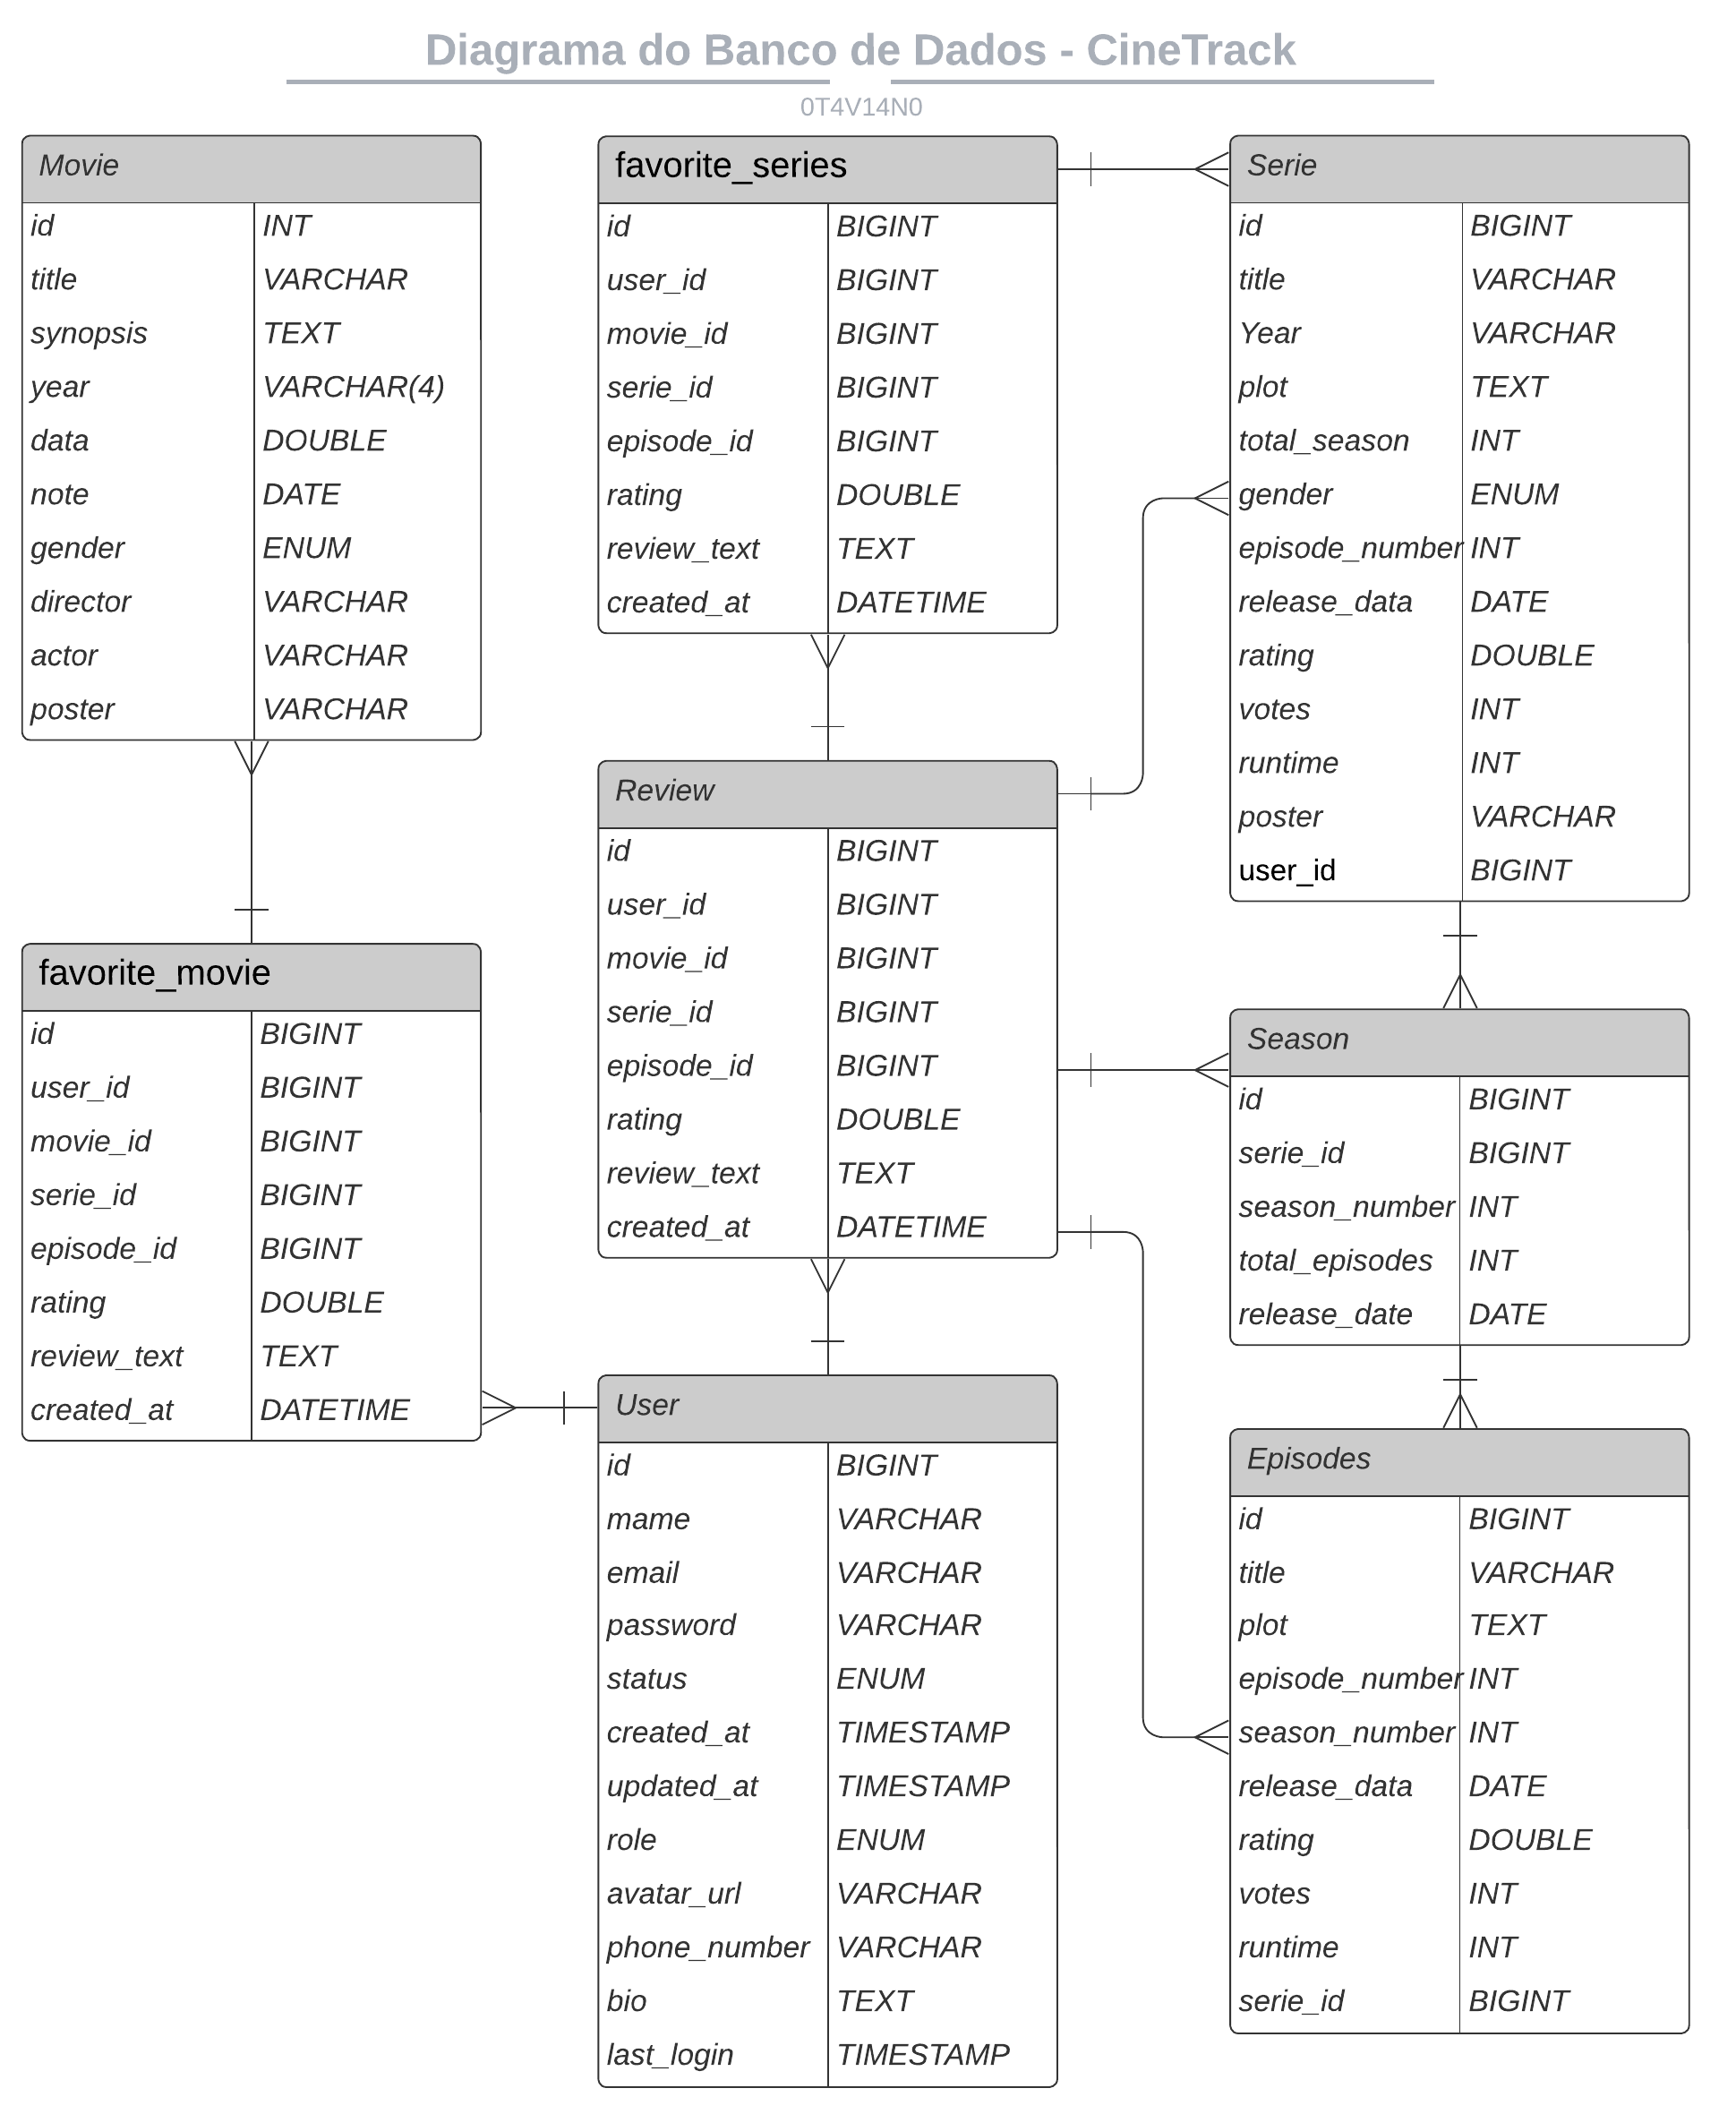 Diagrama do Banco de Dados - CineTrack
0T4V14N0
Movie
id INT
title VARCHAR
synopsis TEXT
year VARCHAR(4)
data DOUBLE
note DATE
gender ENUM
director VARCHAR
actor VARCHAR
poster VARCHAR
favorite_movie
id BIGINT
user_id BIGINT
movie_id BIGINT
serie_id BIGINT
episode_id BIGINT
rating DOUBLE
review_text TEXT
created_at DATETIME
favorite_series
id BIGINT
user_id BIGINT
movie_id BIGINT
serie_id BIGINT
episode_id BIGINT
rating DOUBLE
review_text TEXT
created_at DATETIME
Review
id BIGINT
user_id BIGINT
movie_id BIGINT
serie_id BIGINT
episode_id BIGINT
rating DOUBLE
review_text TEXT
created_at DATETIME
User
id BIGINT
mame VARCHAR
email VARCHAR
password VARCHAR
status ENUM
created_at TIMESTAMP
updated_at TIMESTAMP
role ENUM
avatar_url VARCHAR
phone_number VARCHAR
bio TEXT
last_login TIMESTAMP
Serie
id BIGINT
title VARCHAR
Year VARCHAR
plot TEXT
total_season INT
gender ENUM
episode_number INT
release_data DATE
rating DOUBLE
votes INT
runtime INT
poster VARCHAR
user_id BIGINT
Season
id BIGINT
serie_id BIGINT
season_number INT
total_episodes INT
release_date DATE
Episodes
id BIGINT
title VARCHAR
plot TEXT
episode_number INT
season_number INT
release_data DATE
rating DOUBLE
votes INT
runtime INT
serie_id BIGINT